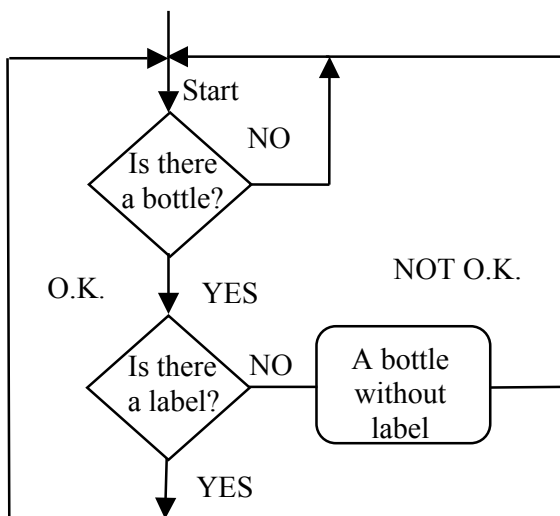 Start
NO
Is there
a bottle?
O.K.
YES
NOT O.K.
Is there
a label?
NO
A bottle
without
label
YES